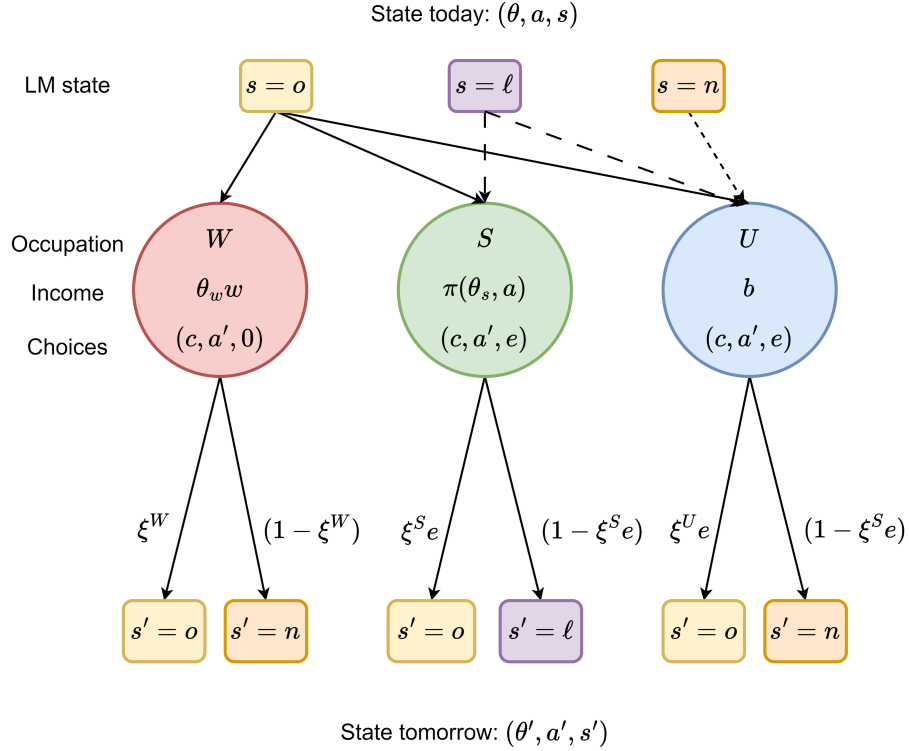 State today: (θ, a, s)
LM state
s = o
s = ℓ
s = n
Occupation
W
S
U
Income
θ_w w
π(θ_s, a)
b
Choices
(c, a′, 0)
(c, a′, e)
(c, a′, e)
ξ^W
(1 − ξ^W)
ξ^S e
(1 − ξ^S e)
ξ^U e
(1 − ξ^S e)
s′ = o
s′ = n
s′ = o
s′ = ℓ
s′ = o
s′ = n
State tomorrow: (θ′, a′, s′)